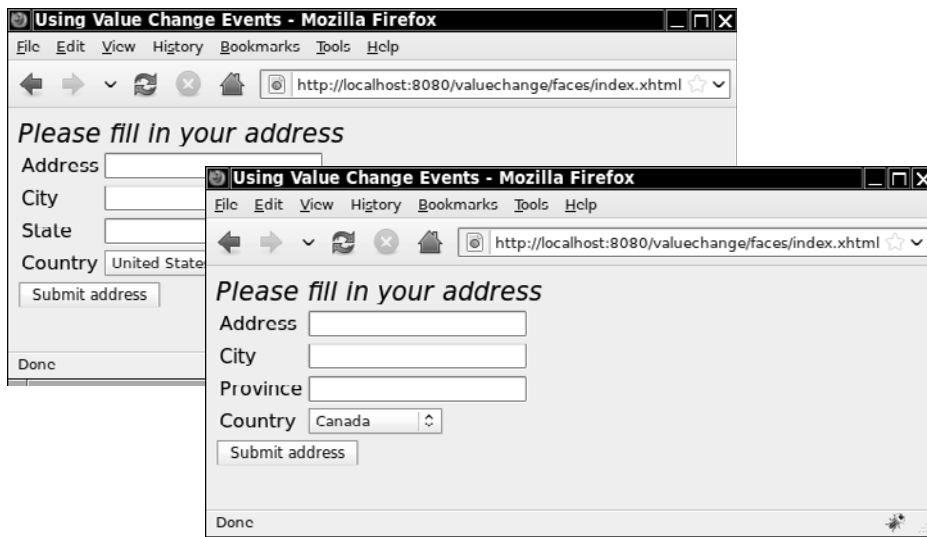 Using Value Change Events - Mozilla Firefox
File Edit View History Bookmarks Tools Help
http://localhost:8080/valuechange/faces/index.xhtml
Please fill in your address
Address
City
State
Country United State
Submit address
Done
Using Value Change Events - Mozilla Firefox
File Edit View History Bookmarks Tools Help
http://localhost:8080/valuechange/faces/index.xhtml
Please fill in your address
Address
City
Province
Country Canada
Submit address
Done